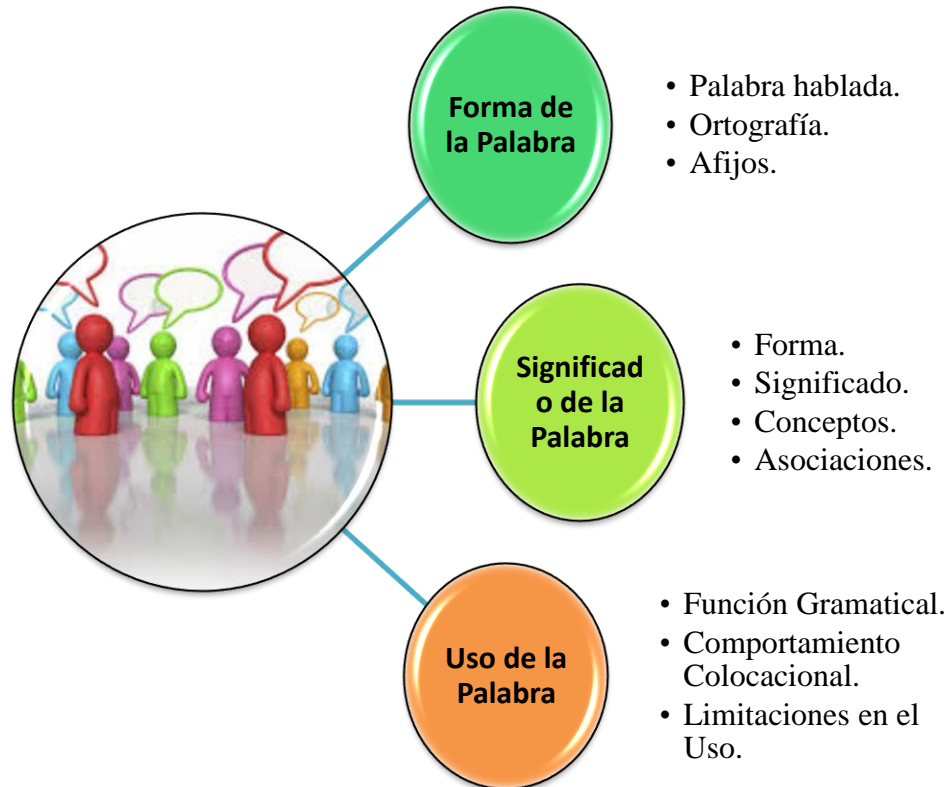 Forma de
la Palabra
• Palabra hablada.
• Ortografía.
• Afijos.
Significad
o de la
Palabra
• Forma.
• Significado.
• Conceptos.
• Asociaciones.
Uso de la
Palabra
• Función Gramatical.
• Comportamiento
Colocacional.
• Limitaciones en el
Uso.